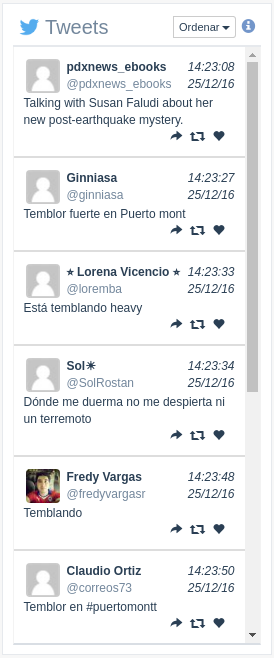 Tweets
Ordenar
pdxnews_ebooks 14:23:08
@pdxnews_ebooks 25/12/16
Talking with Susan Faludi about her
new post-earthquake mystery.
Ginniasa 14:23:27
@ginniasa 25/12/16
Temblor fuerte en Puerto mont
★ Lorena Vicencio ★ 14:23:33
@loremba 25/12/16
Está temblando heavy
Sol☀ 14:23:34
@SolRostan 25/12/16
Dónde me duerma no me despierta ni
un terremoto
Fredy Vargas 14:23:48
@fredyvargasr 25/12/16
Temblando
Claudio Ortiz 14:23:50
@correos73 25/12/16
Temblor en #puertomontt